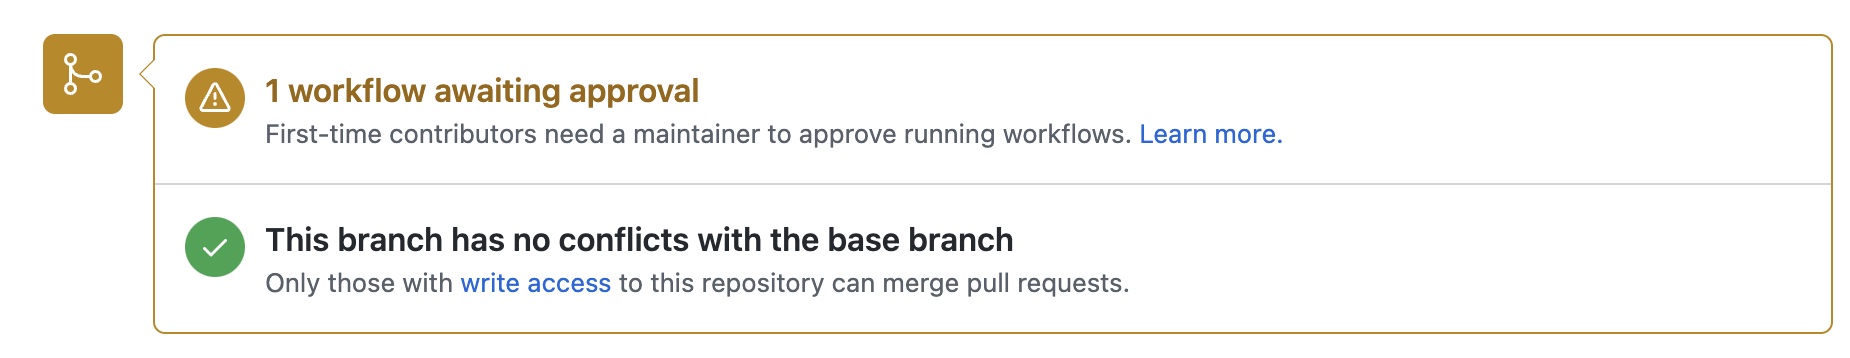 1 workflow awaiting approval
First-time contributors need a maintainer to approve running workflows. Learn more.
This branch has no conflicts with the base branch
Only those with write access to this repository can merge pull requests.